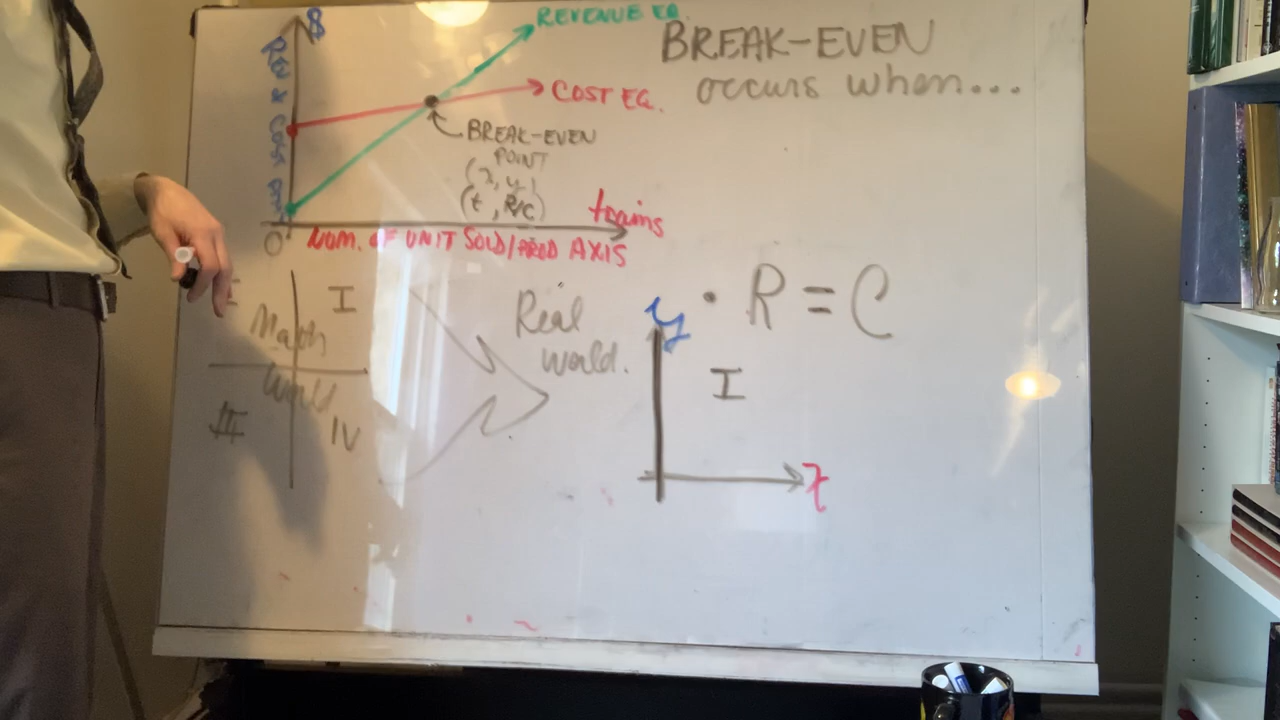 $
REVENUE EQ.
COST EQ.
BREAK-EVEN
POINT
(x, y)
(t, R/C)
trains
0
NUM. OF UNIT SOLD/PROD AXIS
BREAK-EVEN
occurs when...
I
Math
World
IV
Real
world.
• R = C
y
I
x